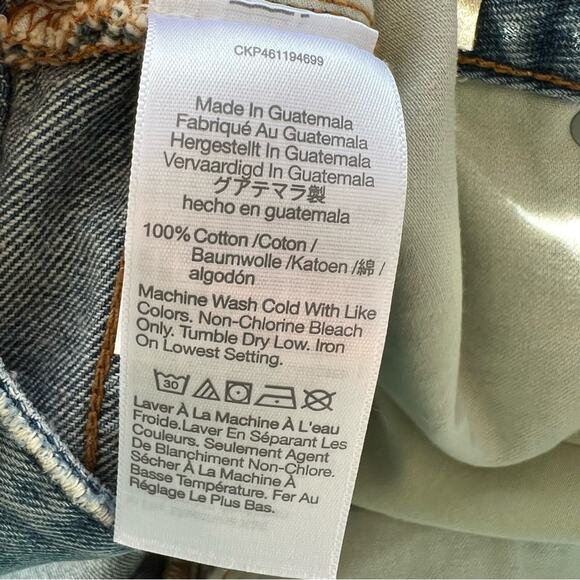 CKP461194699
Made In Guatemala
Fabriqué Au Guatemala
Hergestellt In Guatemala
Vervaardigd In Guatemala
グアテマラ製
hecho en guatemala
100% Cotton /Coton /
Baumwolle /Katoen /綿 /
algodón
Machine Wash Cold With Like
Colors. Non-Chlorine Bleach
Only. Tumble Dry Low. Iron
On Lowest Setting.
30
Laver À La Machine À L'eau
Froide.Laver En Séparant Les
Couleurs. Seulement Agent
De Blanchiment Non-Chlore.
Sécher À La Machine À
Basse Température. Fer Au
Réglage Le Plus Bas.